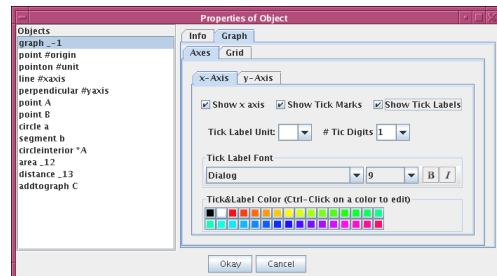 Properties of Object
Objects
graph _-1
point #origin
pointon #unit
line #xaxis
perpendicular #yaxis
point A
point B
circle a
segment b
circleinterior *A
area _12
distance _13
addtograph C
Info Graph
Axes Grid
x-Axis y-Axis
Show x axis Show Tick Marks Show Tick Labels
Tick Label Unit: # Tic Digits 1
Tick Label Font
Dialog 9 B I
Tick&Label Color (Ctrl-Click on a color to edit)
Okay Cancel